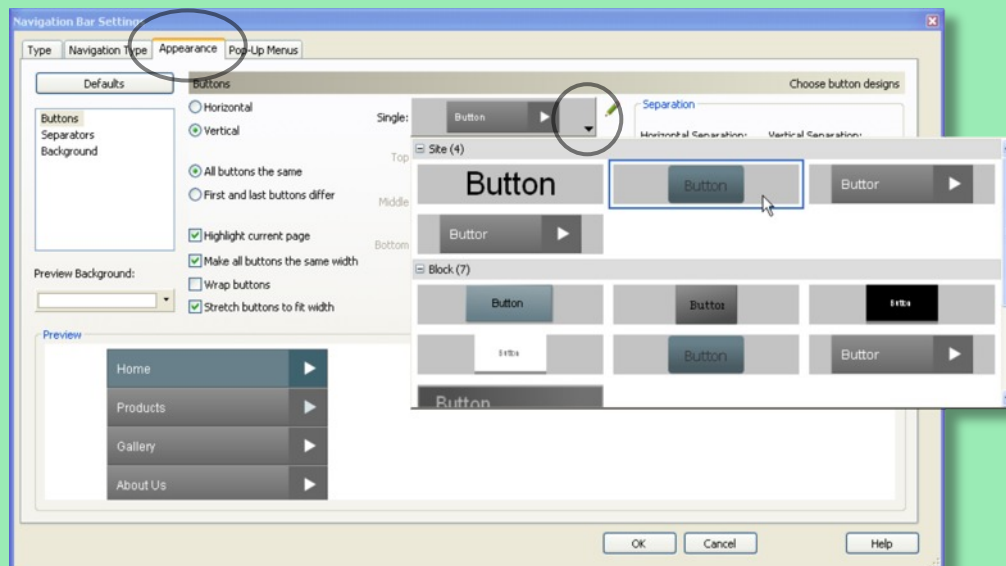 Navigation Bar Settings
Type Navigation Type Appearance Pop-Up Menus
Defaults
Buttons
Choose button designs
Buttons
Separators
Background
Horizontal
Vertical
All buttons the same
First and last buttons differ
Highlight current page
Make all buttons the same width
Wrap buttons
Stretch buttons to fit width
Single:
Button
Top
Middle
Bottom
Separation
Horizontal Separation: Vertical Separation:
Site (4)
Button Button Buttor
Buttor
Block (7)
Button Buttor Button
Button Button Buttor
Button
Preview Background:
Preview
Home
Products
Gallery
About Us
OK Cancel Help